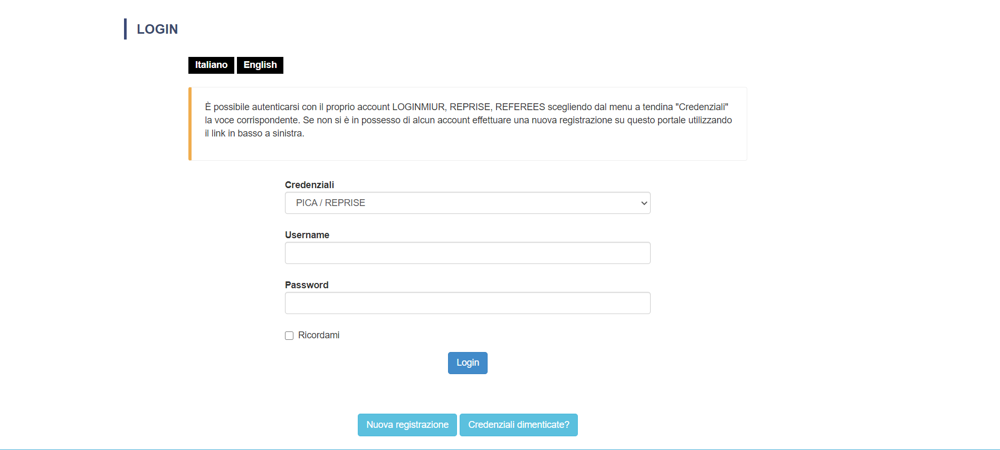 LOGIN
Italiano English
È possibile autenticarsi con il proprio account LOGINMIUR, REPRISE, REFEREES scegliendo dal menu a tendina "Credenziali"
la voce corrispondente. Se non si è in possesso di alcun account effettuare una nuova registrazione su questo portale utilizzando
il link in basso a sinistra.
Credenziali
PICA / REPRISE
Username
Password
Ricordami
Login
Nuova registrazione Credenziali dimenticate?